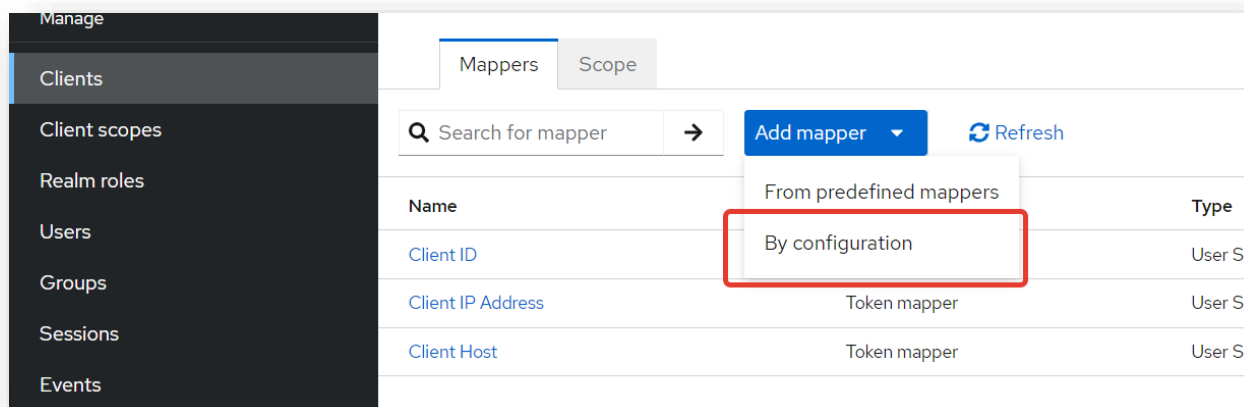 Manage
Clients
Client scopes
Realm roles
Users
Groups
Sessions
Events
Mappers Scope
Search for mapper Add mapper Refresh
From predefined mappers
By configuration
Name Type
Client ID User S
Client IP Address Token mapper User S
Client Host Token mapper User S